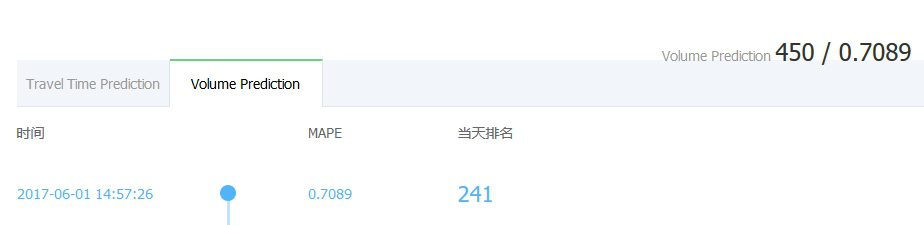 Volume Prediction 450 / 0.7089
Travel Time Prediction Volume Prediction
时间 MAPE 当天排名
2017-06-01 14:57:26 0.7089 241